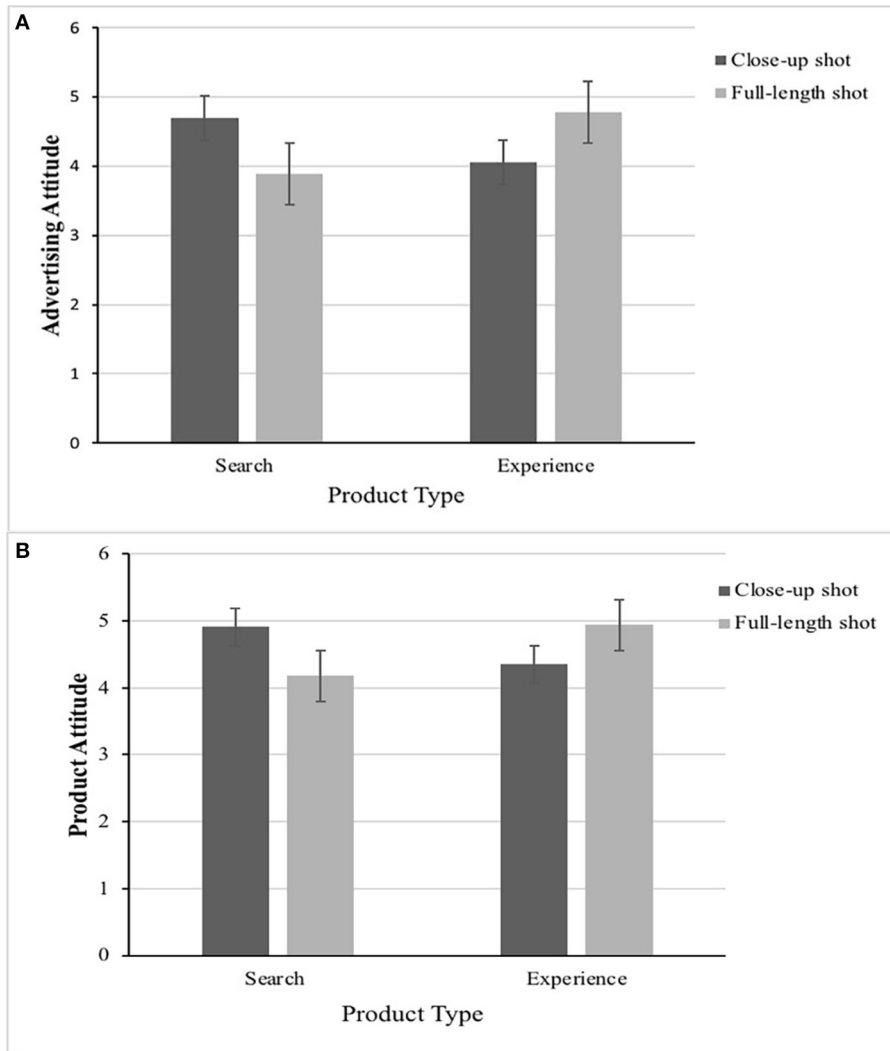 A
6
5
4
3
2
1
0
Advertising Attitude
Search
Experience
Product Type
Close-up shot
Full-length shot
B
6
5
4
3
2
1
0
Product Attitude
Search
Experience
Product Type
Close-up shot
Full-length shot